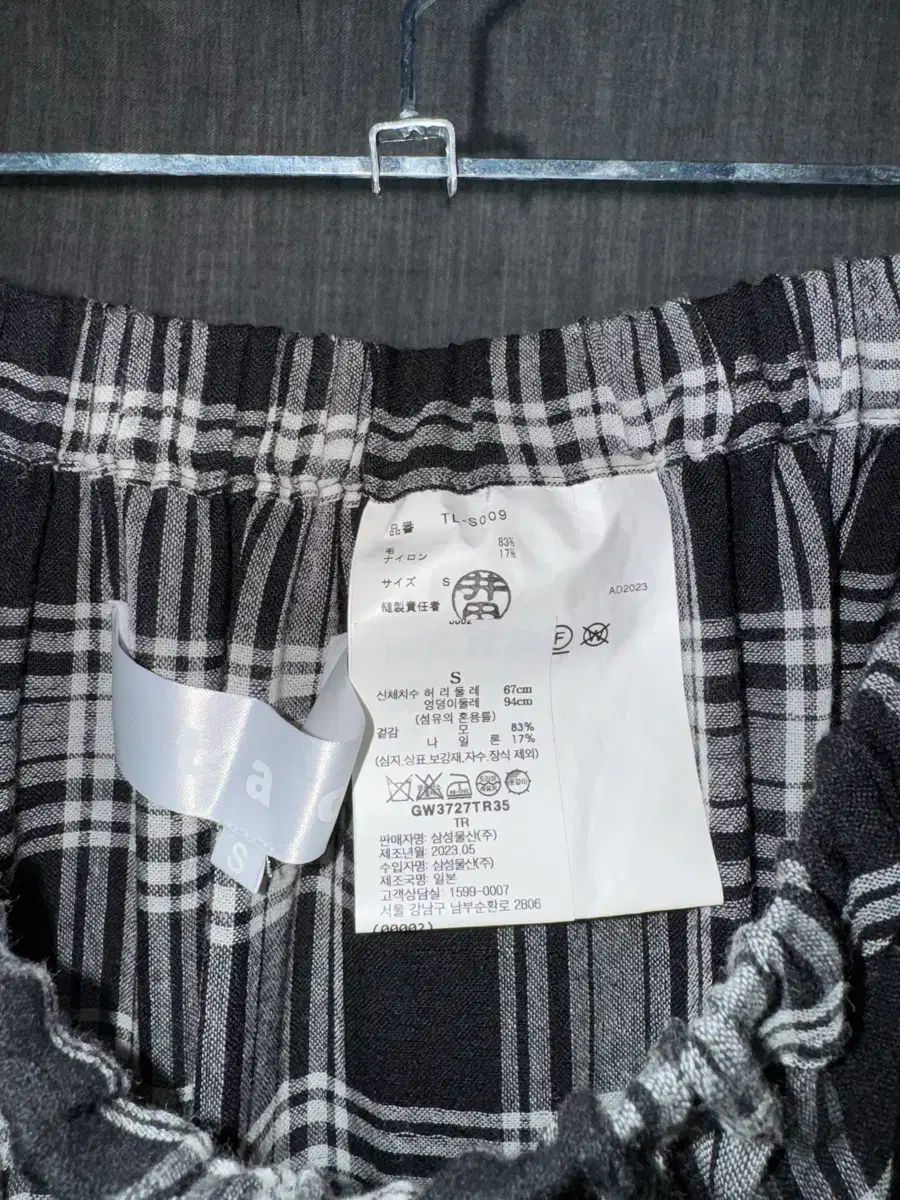 品番 TL-S009
毛 83%
ナイロン 17%
サイズ S
縫製責任者 井田
AD2023
F W
S
신체치수 허리둘레 67cm
엉덩이둘레 94cm
(섬유의 혼용률)
겉감 모 83%
나 일 론 17%
(심지,상표,보강재,자수,장식 제외)
GW3727TR35
TR
판매자명: 삼성물산(주)
제조년월: 2023.05
수입자명: 삼성물산(주)
제조국명: 일본
고객상담실: 1599-0007
서울 강남구 남부순환로 2806
(00002)
a
S